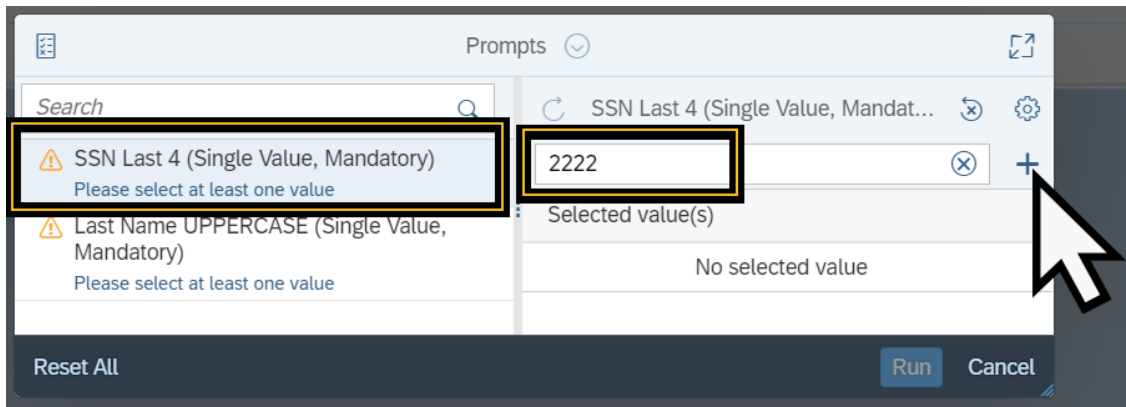 Prompts
Search
SSN Last 4 (Single Value, Mandatory)
Please select at least one value
Last Name UPPERCASE (Single Value,
Mandatory)
Please select at least one value
SSN Last 4 (Single Value, Mandat...
2222
Selected value(s)
No selected value
Reset All
Run
Cancel